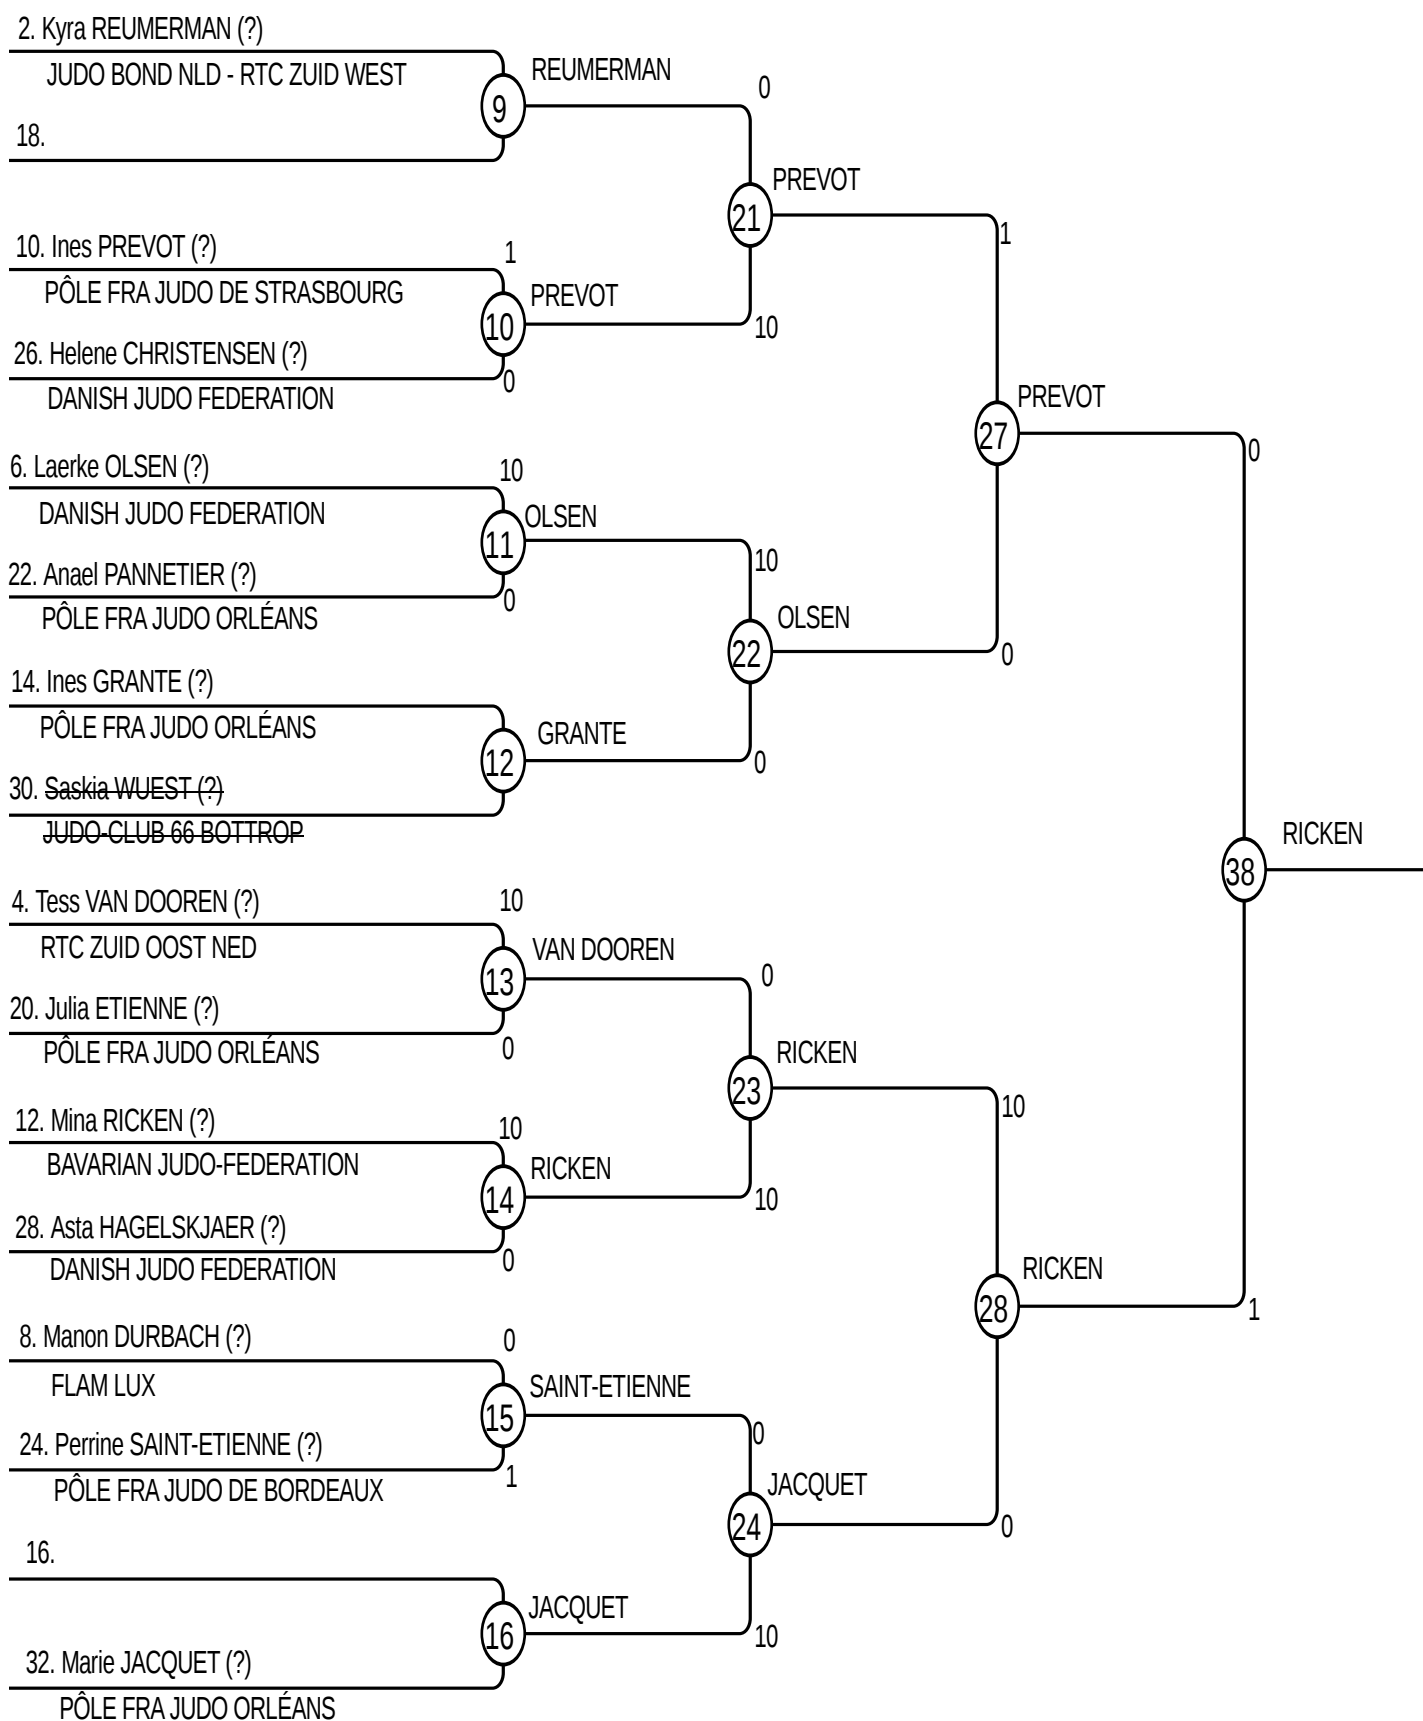 2. Kyra REUMERMAN (?)
JUDO BOND NLD - RTC ZUID WEST
9
REUMERMAN
0
18.
21
PREVOT
1
10. Ines PREVOT (?)
1
PÔLE FRA JUDO DE STRASBOURG
10
PREVOT
10
26. Helene CHRISTENSEN (?)
0
DANISH JUDO FEDERATION
27
PREVOT
0
6. Laerke OLSEN (?)
10
DANISH JUDO FEDERATION
11
OLSEN
10
22. Anael PANNETIER (?)
0
PÔLE FRA JUDO ORLÉANS
22
OLSEN
0
14. Ines GRANTE (?)
PÔLE FRA JUDO ORLÉANS
12
GRANTE
0
30. Saskia WUEST (?)
JUDO-CLUB 66 BOTTROP
38
RICKEN
4. Tess VAN DOOREN (?)
10
RTC ZUID OOST NED
13
VAN DOOREN
0
20. Julia ETIENNE (?)
0
PÔLE FRA JUDO ORLÉANS
23
RICKEN
10
12. Mina RICKEN (?)
10
BAVARIAN JUDO-FEDERATION
14
RICKEN
10
28. Asta HAGELSKJAER (?)
0
DANISH JUDO FEDERATION
28
RICKEN
1
8. Manon DURBACH (?)
0
FLAM LUX
15
SAINT-ETIENNE
0
24. Perrine SAINT-ETIENNE (?)
1
PÔLE FRA JUDO DE BORDEAUX
24
JACQUET
0
16.
16
JACQUET
10
32. Marie JACQUET (?)
PÔLE FRA JUDO ORLÉANS